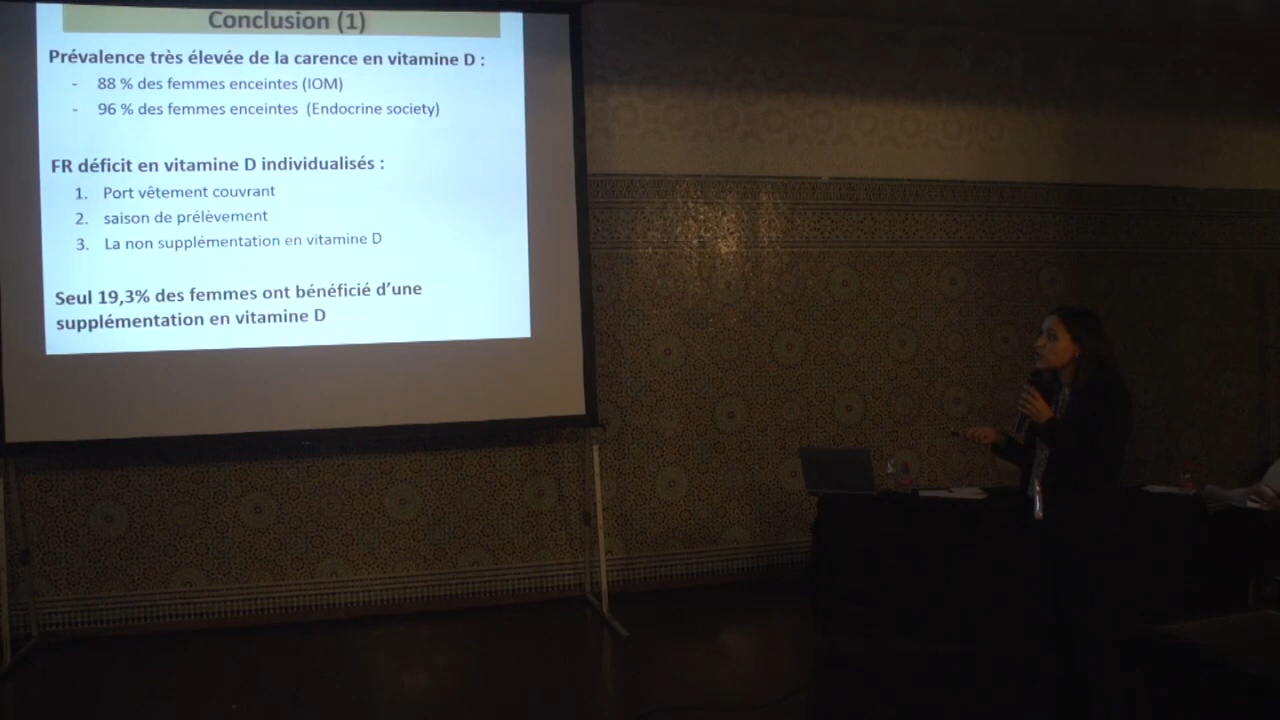 Conclusion (1)
Prévalence très élevée de la carence en vitamine D :
- 88 % des femmes enceintes (IOM)
- 96 % des femmes enceintes (Endocrine society)
FR déficit en vitamine D individualisés :
1. Port vêtement couvrant
2. saison de prélèvement
3. La non supplémentation en vitamine D
Seul 19,3% des femmes ont bénéficié d'une
supplémentation en vitamine D